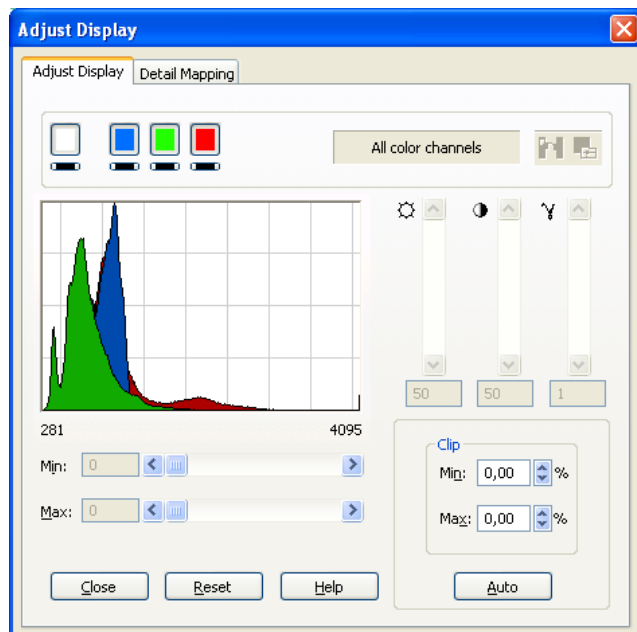 Adjust Display
Adjust Display Detail Mapping
All color channels
281 4095
50 50 1
Min: 0
Max: 0
Clip
Min: 0,00 %
Max: 0,00 %
Close Reset Help Auto